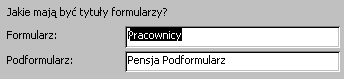 Jakie mają być tytuły formularzy?
Formularz: Pracownicy
Podformularz: Pensja Podformularz